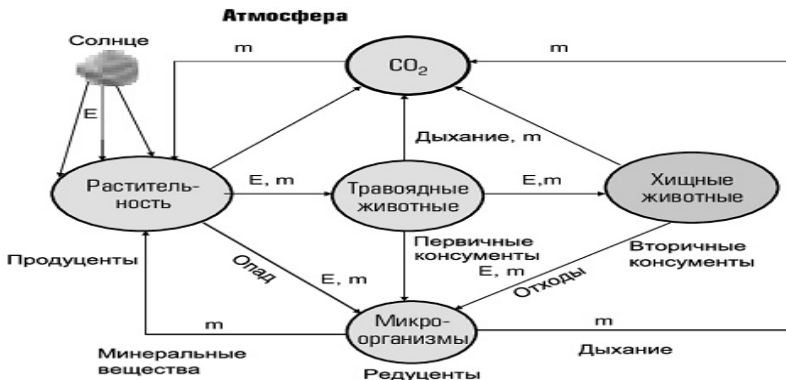 Атмосфера
Солнце
m
CO₂
m
E
Дыхание, m
Раститель-
ность
E, m
Травоядные
животные
E,m
Хищные
животные
Продуценты
Опад
E, m
Первичные
консументы
E, m
Отходы
Вторичные
консументы
m
Микро-
организмы
m
Минеральные
вещества
Редуценты
Дыхание